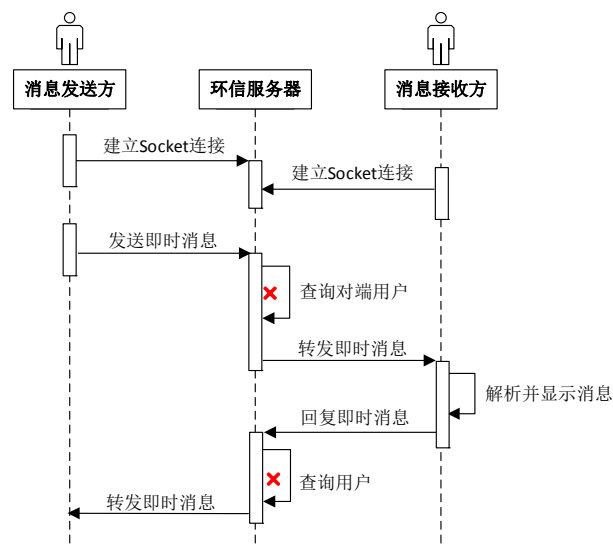 消息发送方
环信服务器
消息接收方
建立Socket连接
建立Socket连接
发送即时消息
查询对端用户
转发即时消息
解析并显示消息
回复即时消息
查询用户
转发即时消息